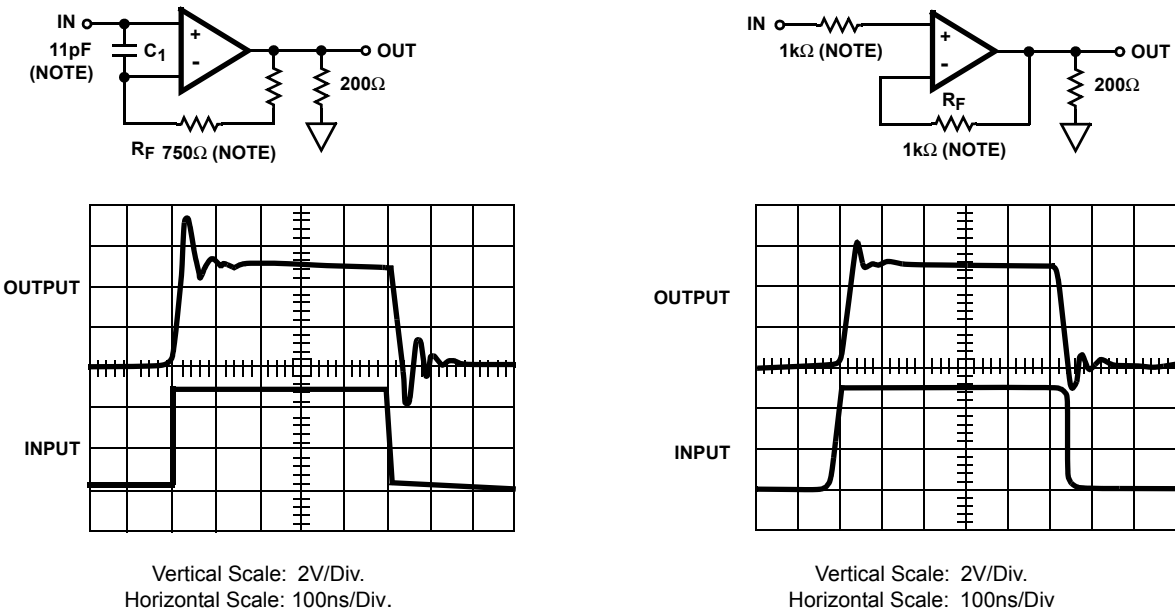 IN
11pF
(NOTE)
C1
+
-
OUT
200Ω
RF 750Ω (NOTE)
OUTPUT
INPUT
Vertical Scale: 2V/Div.
Horizontal Scale: 100ns/Div.
IN
1kΩ (NOTE)
+
-
OUT
200Ω
RF
1kΩ (NOTE)
OUTPUT
INPUT
Vertical Scale: 2V/Div.
Horizontal Scale: 100ns/Div